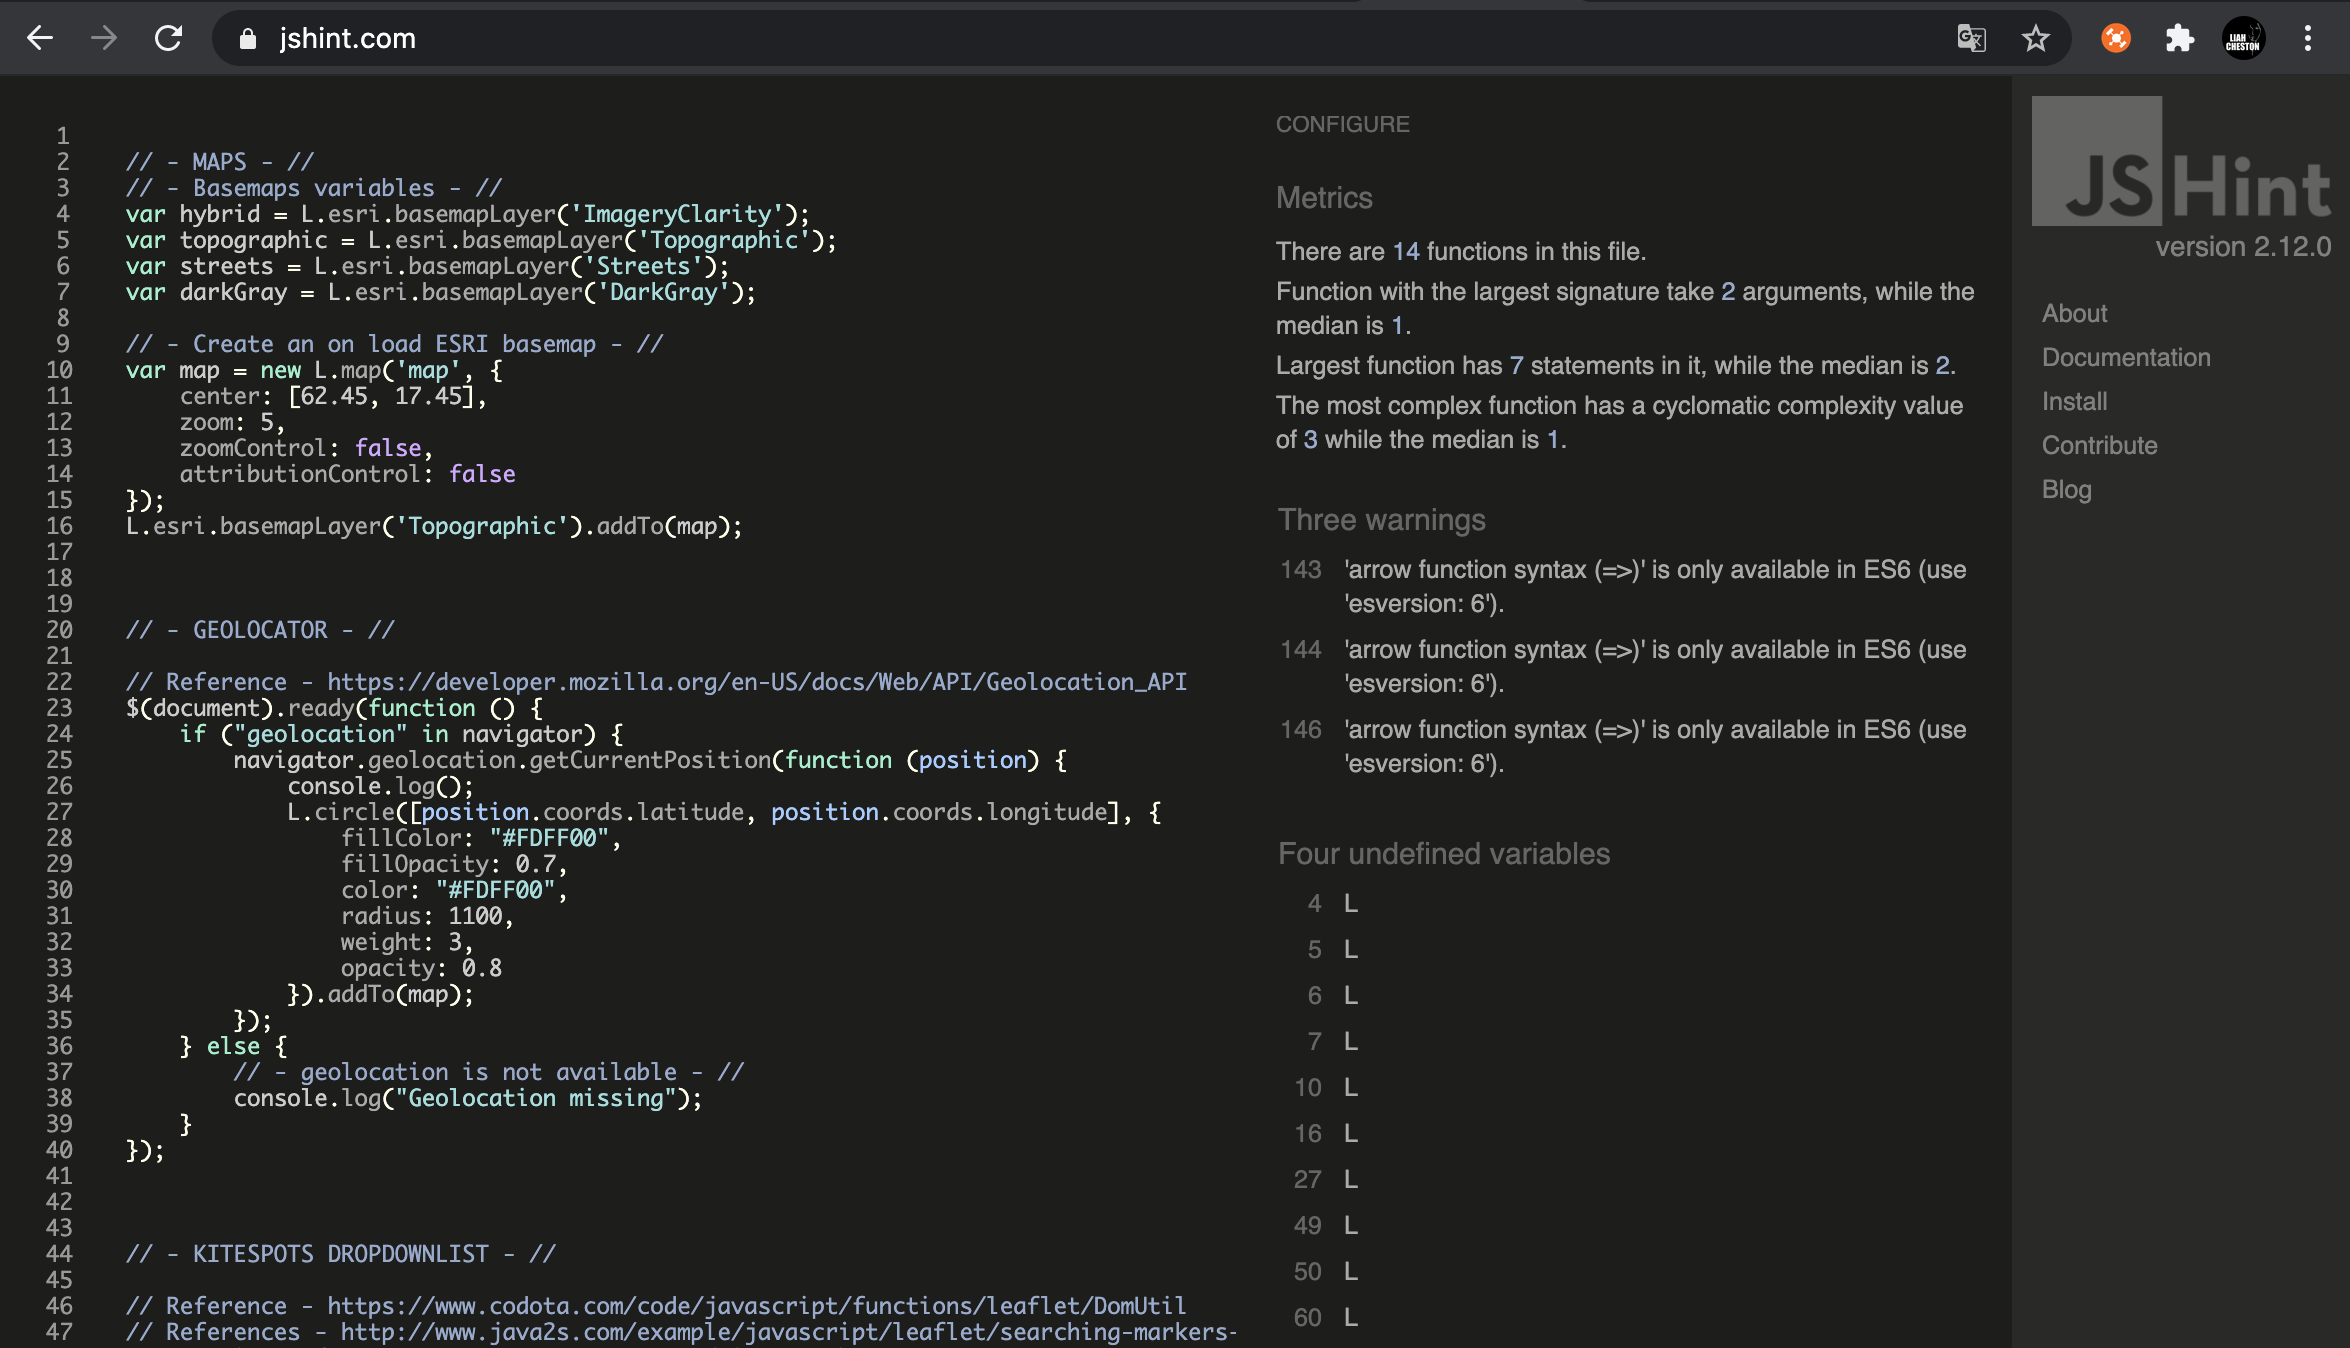 jshint.com
LIAH
CHESTON
1
2 // - MAPS - //
3 // - Basemaps variables - //
4 var hybrid = L.esri.basemapLayer('ImageryClarity');
5 var topographic = L.esri.basemapLayer('Topographic');
6 var streets = L.esri.basemapLayer('Streets');
7 var darkGray = L.esri.basemapLayer('DarkGray');
8
9 // - Create an on load ESRI basemap - //
10 var map = new L.map('map', {
11     center: [62.45, 17.45],
12     zoom: 5,
13     zoomControl: false,
14     attributionControl: false
15 });
16 L.esri.basemapLayer('Topographic').addTo(map);
17
18
19
20 // - GEOLOCATOR - //
21
22 // Reference - https://developer.mozilla.org/en-US/docs/Web/API/Geolocation_API
23 $(document).ready(function () {
24     if ("geolocation" in navigator) {
25         navigator.geolocation.getCurrentPosition(function (position) {
26             console.log();
27             L.circle([position.coords.latitude, position.coords.longitude], {
28                 fillColor: "#FDFF00",
29                 fillOpacity: 0.7,
30                 color: "#FDFF00",
31                 radius: 1100,
32                 weight: 3,
33                 opacity: 0.8
34             }).addTo(map);
35         });
36     } else {
37         // - geolocation is not available - //
38         console.log("Geolocation missing");
39     }
40 });
41
42
43
44 // - KITESPOTS DROPDOWNLIST - //
45
46 // Reference - https://www.codota.com/code/javascript/functions/leaflet/DomUtil
47 // References - http://www.java2s.com/example/javascript/leaflet/searching-markers-
CONFIGURE
Metrics
There are 14 functions in this file.
Function with the largest signature take 2 arguments, while the
median is 1.
Largest function has 7 statements in it, while the median is 2.
The most complex function has a cyclomatic complexity value
of 3 while the median is 1.
Three warnings
143 'arrow function syntax (=>)' is only available in ES6 (use
'esversion: 6').
144 'arrow function syntax (=>)' is only available in ES6 (use
'esversion: 6').
146 'arrow function syntax (=>)' is only available in ES6 (use
'esversion: 6').
Four undefined variables
4 L
5 L
6 L
7 L
10 L
16 L
27 L
49 L
50 L
60 L
JSHint
version 2.12.0
About
Documentation
Install
Contribute
Blog